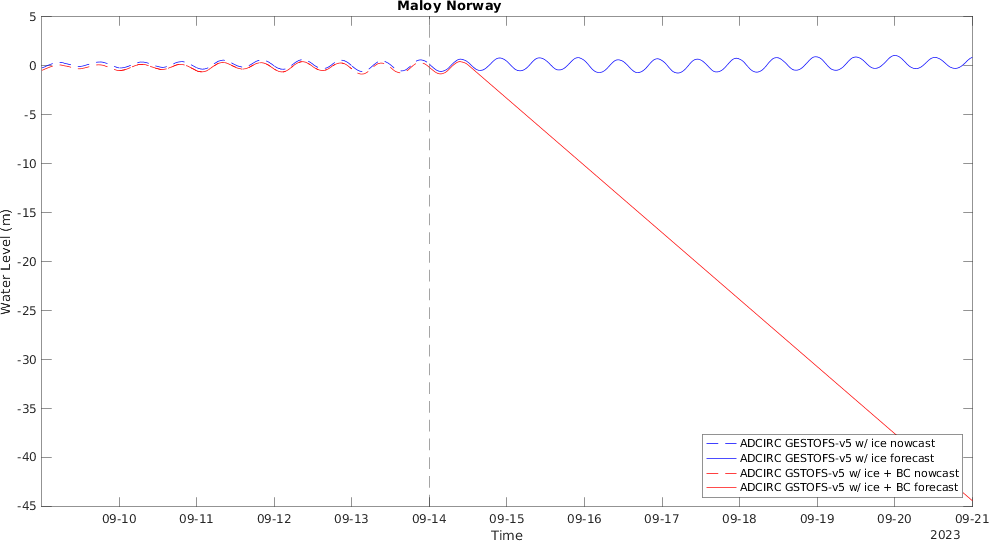 Maloy Norway
5
0
-5
-10
-15
-20
-25
-30
-35
-40
-45
Water Level (m)
09-10 09-11 09-12 09-13 09-14 09-15 09-16 09-17 09-18 09-19 09-20 09-21
Time
2023
ADCIRC GESTOFS-v5 w/ ice nowcast
ADCIRC GESTOFS-v5 w/ ice forecast
ADCIRC GSTOFS-v5 w/ ice + BC nowcast
ADCIRC GSTOFS-v5 w/ ice + BC forecast